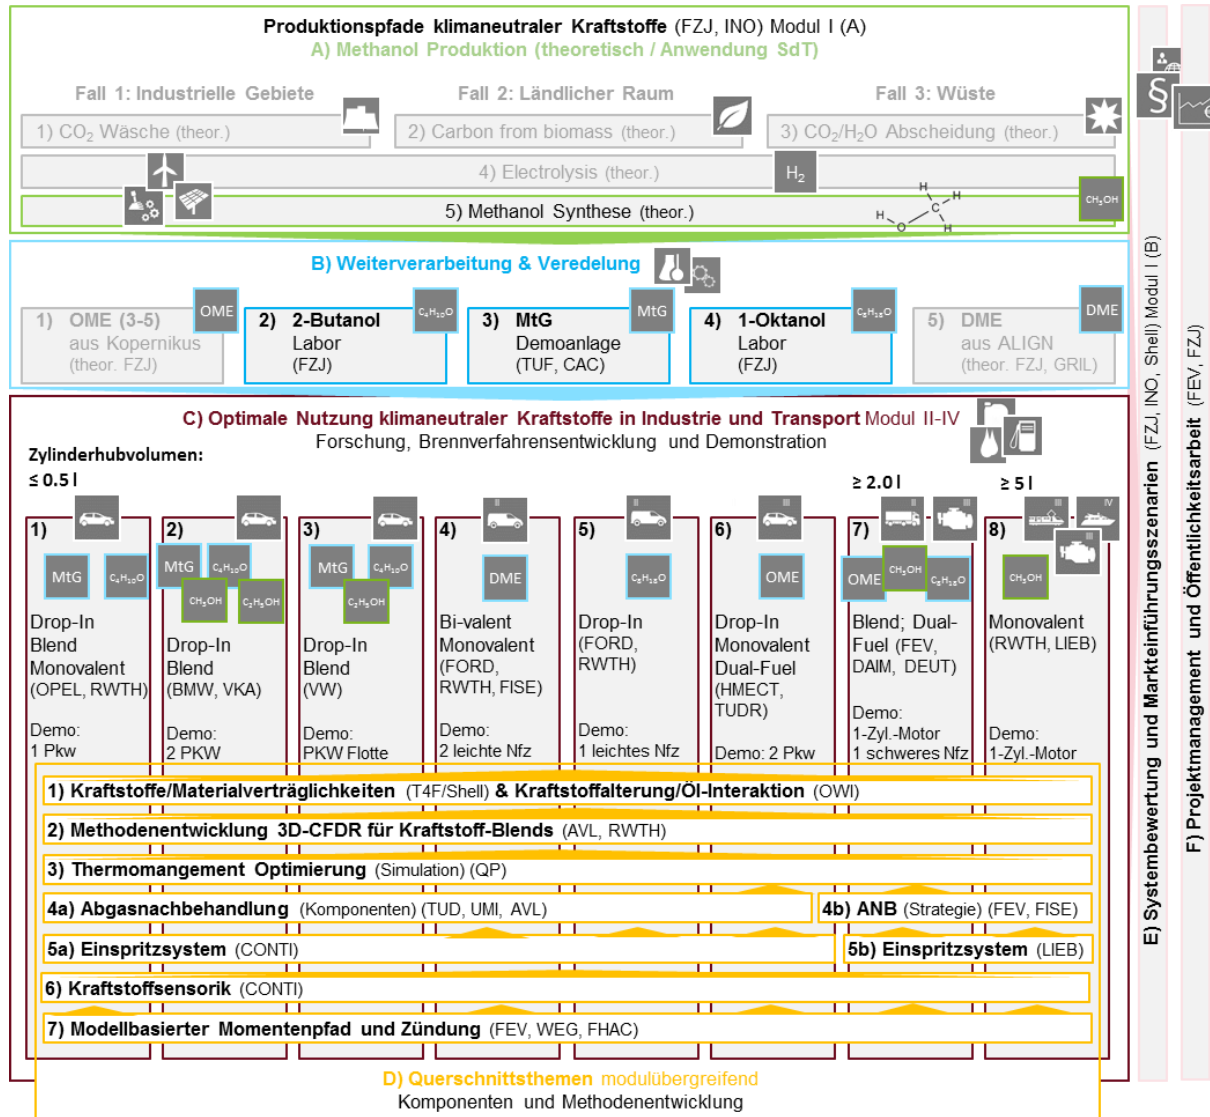 Produktionspfade klimaneutraler Kraftstoffe (FZJ, INO) Modul I (A)
A) Methanol Produktion (theoretisch / Anwendung SdT)
Fall 1: Industrielle Gebiete
Fall 2: Ländlicher Raum
Fall 3: Wüste
1) CO₂ Wäsche (theor.)
2) Carbon from biomass (theor.)
3) CO₂/H₂O Abscheidung (theor.)
4) Electrolysis (theor.)
H₂
5) Methanol Synthese (theor.)
H
H
C
H
O
H
CH₃OH
B) Weiterverarbeitung & Veredelung
1) OME (3-5)
aus Kopernikus
(theor. FZJ)
OME
2) 2-Butanol
Labor
(FZJ)
C₄H₁₀O
3) MtG
Demoanlage
(TUF, CAC)
MtG
4) 1-Oktanol
Labor
(FZJ)
C₈H₁₈O
5) DME
aus ALIGN
(theor. FZJ, GRIL)
DME
C) Optimale Nutzung klimaneutraler Kraftstoffe in Industrie und Transport Modul II-IV
Forschung, Brennverfahrensentwicklung und Demonstration
Zylinderhubvolumen:
≤ 0.5 l
≥ 2.0 l
≥ 5 l
1)
MtG
C₄H₁₀O
Drop-In
Blend
Monovalent
(OPEL, RWTH)
Demo:
1 Pkw
2)
MtG
C₄H₁₀O
CH₃OH
C₂H₅OH
Drop-In
Blend
(BMW, VKA)
Demo:
2 PKW
3)
MtG
C₄H₁₀O
C₂H₅OH
Drop-In
Blend
(VW)
Demo:
PKW Flotte
4)
II
DME
Bi-valent
Monovalent
(FORD,
RWTH, FISE)
Demo:
2 leichte Nfz
5)
II
C₈H₁₈O
Drop-In
(FORD,
RWTH)
Demo:
1 leichtes Nfz
6)
III
OME
Drop-In
Monovalent
Dual-Fuel
(HMECT,
TUDR)
Demo: 2 Pkw
7)
II
III
OME
CH₃OH
C₈H₁₈O
Blend; Dual-
Fuel (FEV,
DAIM, DEUT)
Demo:
1-Zyl.-Motor
1 schweres Nfz
8)
III
IV
III
CH₃OH
Monovalent
(RWTH, LIEB)
Demo:
1-Zyl.-Motor
1) Kraftstoffe/Materialverträglichkeiten (T4F/Shell) & Kraftstoffalterung/Öl-Interaktion (OWI)
2) Methodenentwicklung 3D-CFDR für Kraftstoff-Blends (AVL, RWTH)
3) Thermomangement Optimierung (Simulation) (QP)
4a) Abgasnachbehandlung (Komponenten) (TUD, UMI, AVL)
4b) ANB (Strategie) (FEV, FISE)
5a) Einspritzsystem (CONTI)
5b) Einspritzsystem (LIEB)
6) Kraftstoffsensorik (CONTI)
7) Modellbasierter Momentenpfad und Zündung (FEV, WEG, FHAC)
D) Querschnittsthemen modulübergreifend
Komponenten und Methodenentwicklung
§
€
E) Systembewertung und Markteinführungsszenarien (FZJ, INO, Shell) Modul I (B)
F) Projektmanagement und Öffentlichkeitsarbeit (FEV, FZJ)